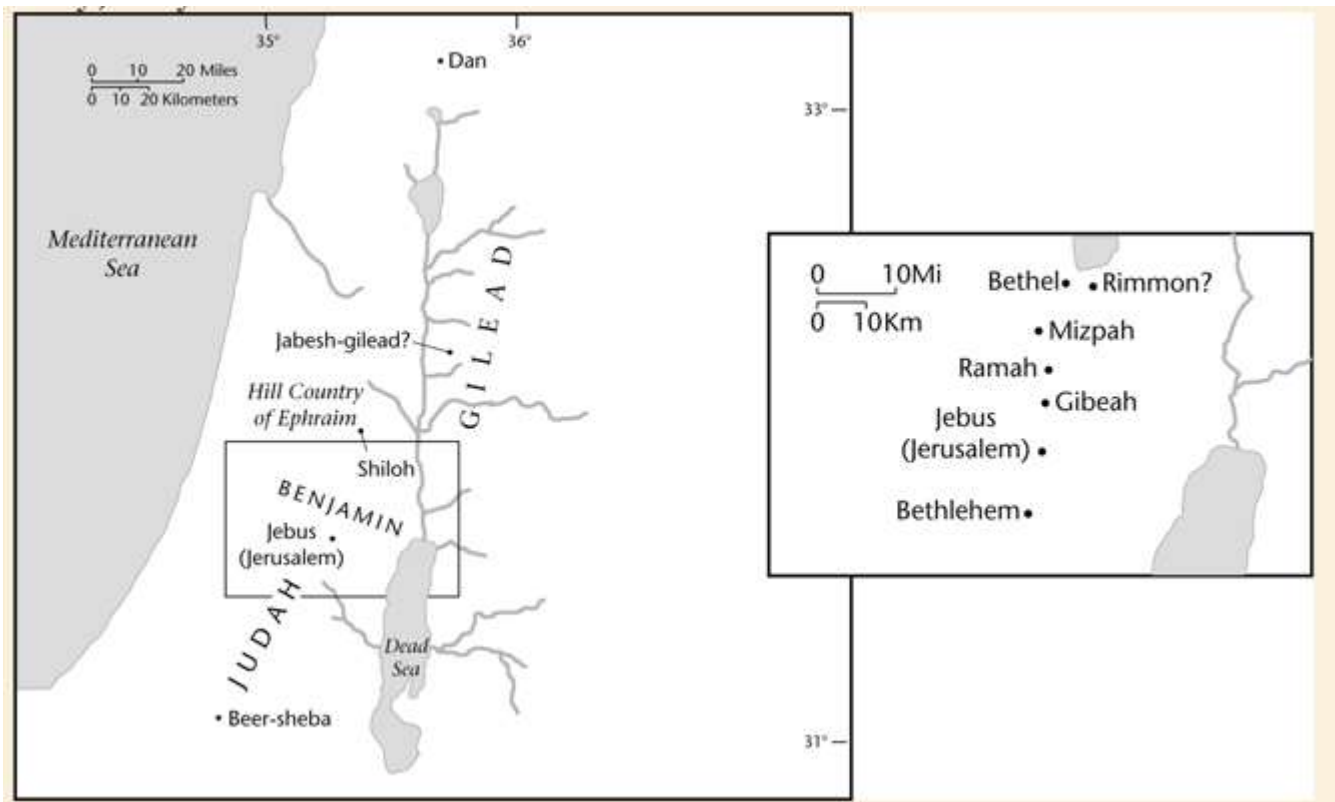 35°
36°
0 10 20 Miles
0 10 20 Kilometers
Dan
33°
Mediterranean
Sea
GILEAD
Jabesh-gilead?
Hill Country
of Ephraim
Shiloh
BENJAMIN
Jebus
(Jerusalem)
JUDAH
Dead
Sea
Beer-sheba
31°
0 10Mi
0 10Km
Bethel
Rimmon?
Mizpah
Ramah
Gibeah
Jebus
(Jerusalem)
Bethlehem